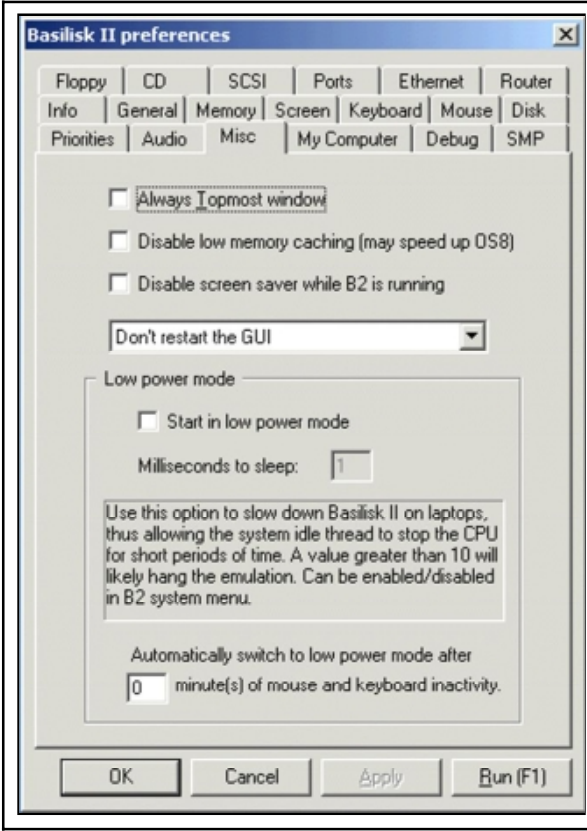 Basilisk II preferences
Floppy CD SCSI Ports Ethernet Router
Info General Memory Screen Keyboard Mouse Disk
Priorities Audio Misc My Computer Debug SMP
Always Topmost window
Disable low memory caching (may speed up OS8)
Disable screen saver while B2 is running
Don't restart the GUI
Low power mode
Start in low power mode
Milliseconds to sleep: 1
Use this option to slow down Basilisk II on laptops,
thus allowing the system idle thread to stop the CPU
for short periods of time. A value greater than 10 will
likely hang the emulation. Can be enabled/disabled
in B2 system menu.
Automatically switch to low power mode after
0 minute(s) of mouse and keyboard inactivity.
OK Cancel Apply Run (F1)